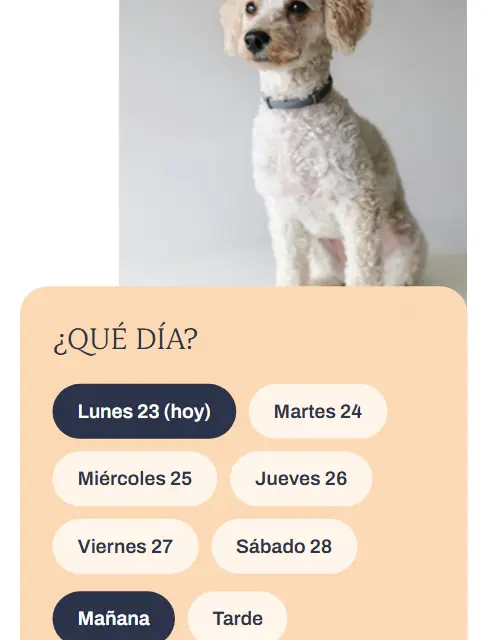 ¿QUÉ DÍA?
Lunes 23 (hoy) Martes 24
Miércoles 25 Jueves 26
Viernes 27 Sábado 28
Mañana Tarde